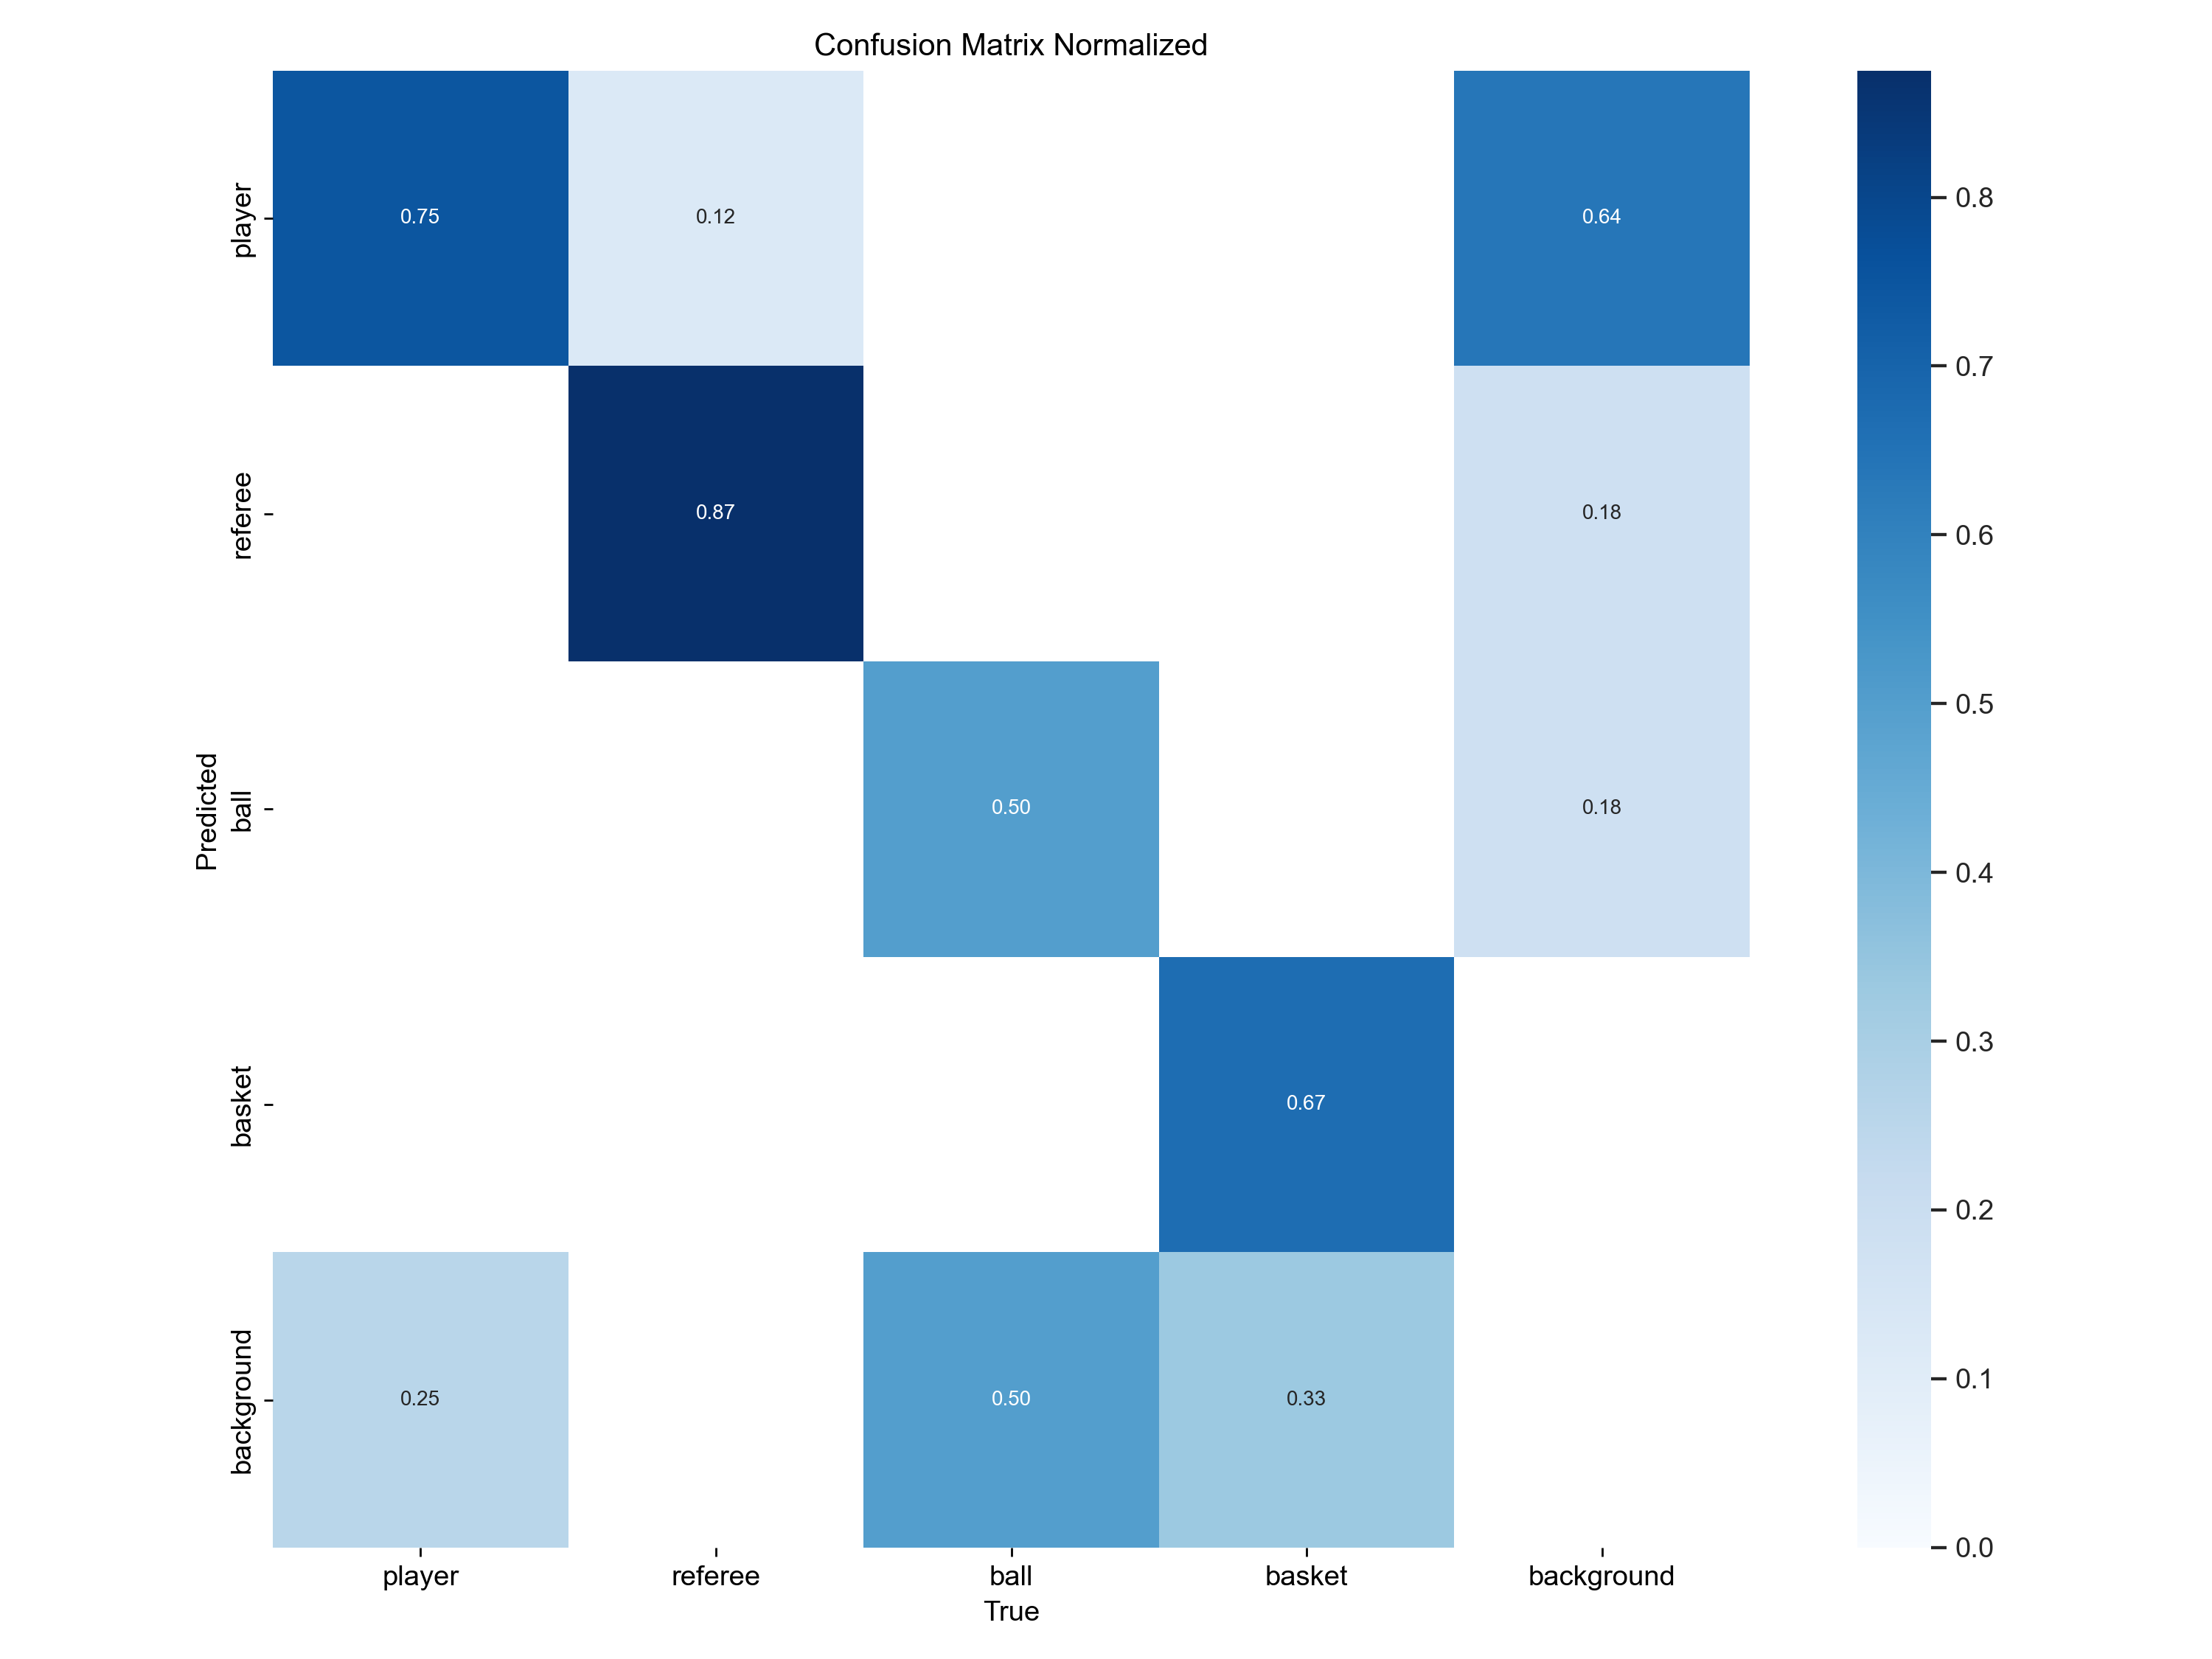 Confusion Matrix Normalized
player
referee
ball
basket
background
Predicted
0.75
0.12
0.64
0.87
0.18
0.50
0.18
0.67
0.25
0.50
0.33
player
referee
ball
basket
background
True
0.8
0.7
0.6
0.5
0.4
0.3
0.2
0.1
0.0